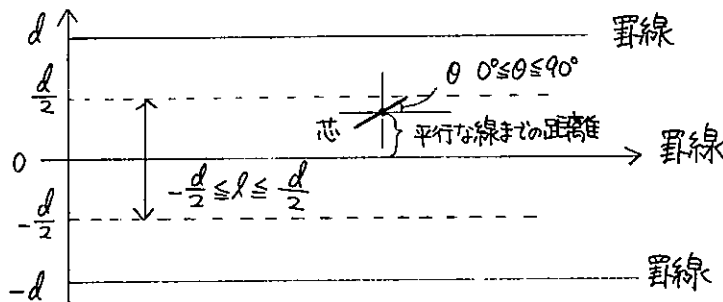 d 罫線
d/2 θ 0°≦θ≦90°
芯 平行な線までの距離
0 罫線
-d/2≦l≦d/2
-d/2
-d 罫線